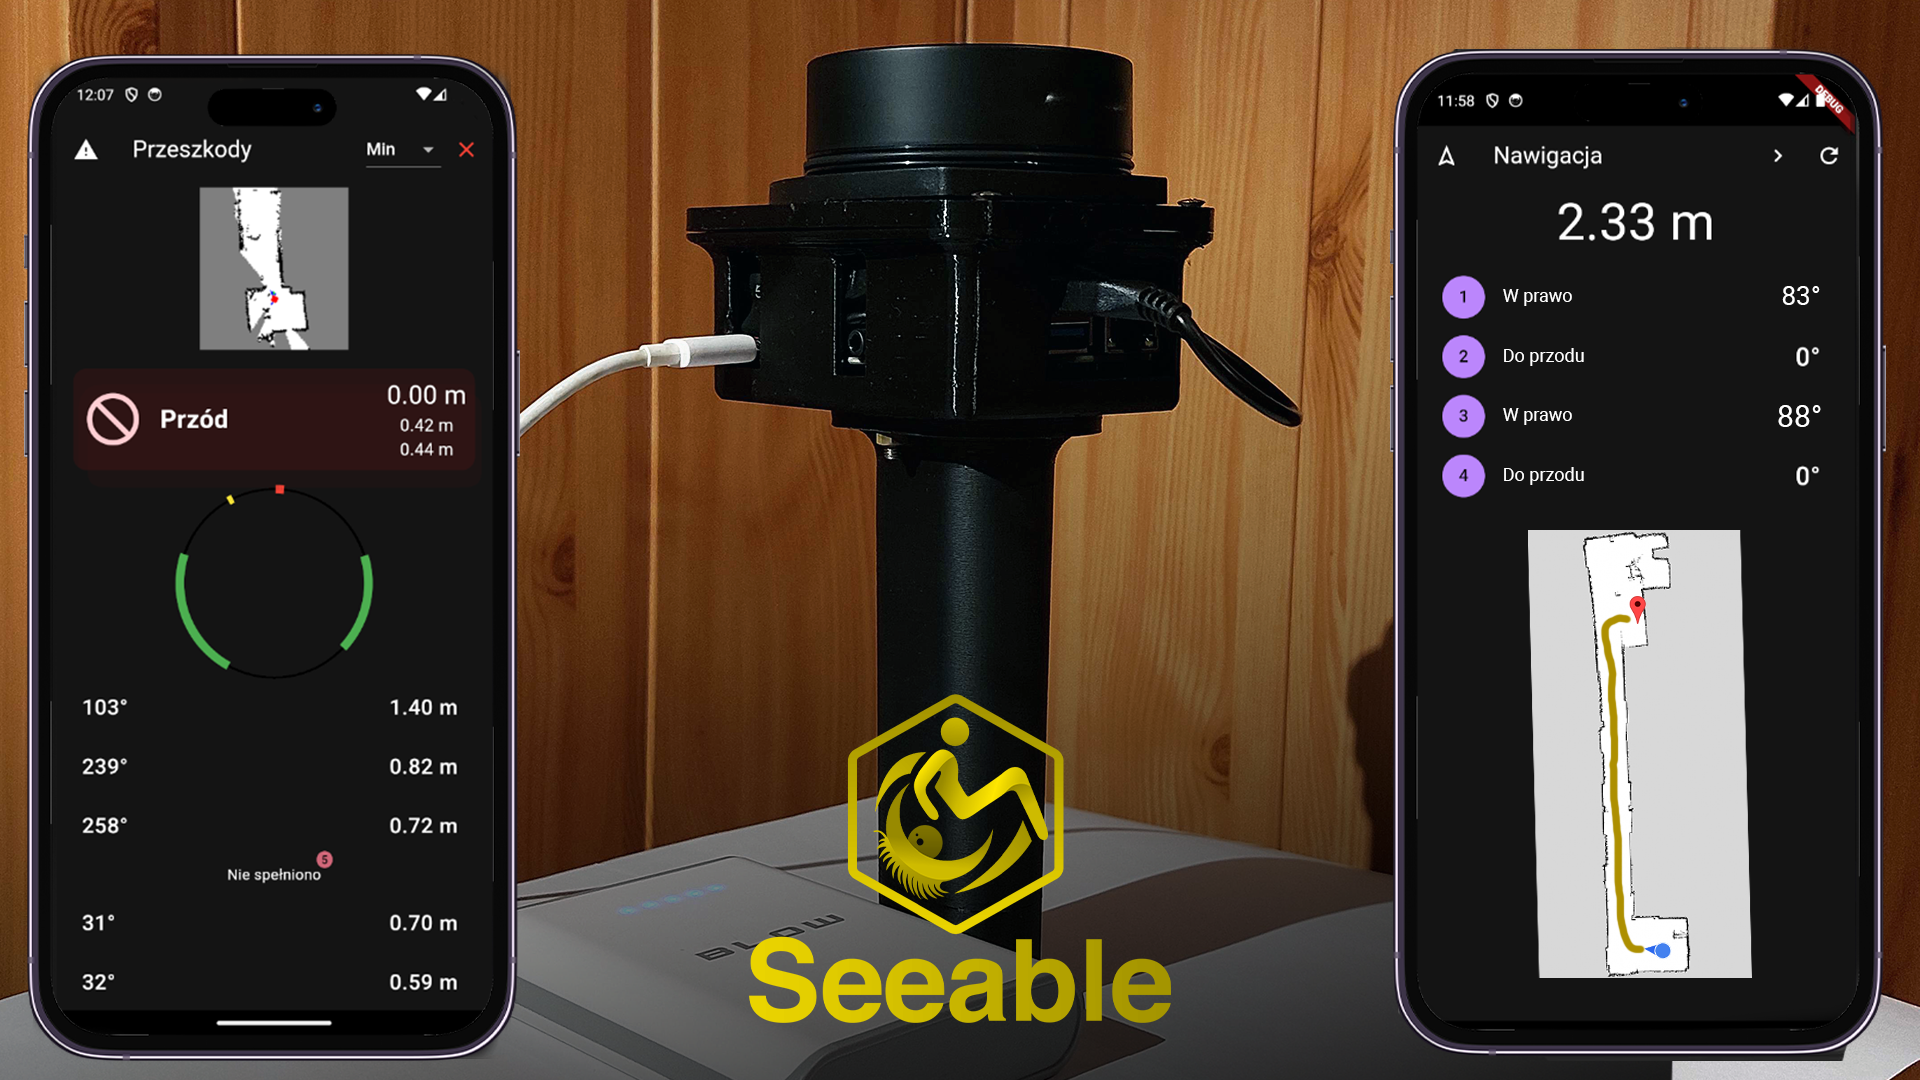 12:07
Przeszkody
Min
Przód
0.00 m
0.42 m
0.44 m
103° 1.40 m
239° 0.82 m
258° 0.72 m
5
Nie spełniono
31° 0.70 m
32° 0.59 m
BLOW
Seeable
11:58
DEBUG
Nawigacja
2.33 m
1 W prawo 83°
2 Do przodu 0°
3 W prawo 88°
4 Do przodu 0°